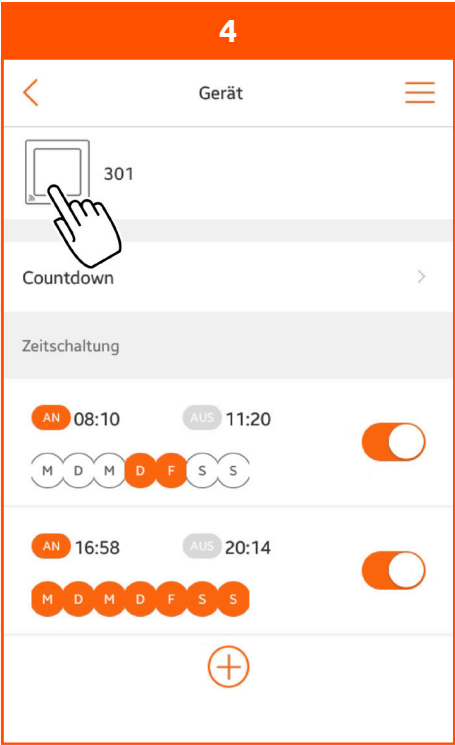 4
Gerät
301
Countdown
Zeitschaltung
AN 08:10 AUS 11:20
M D M D F S S
AN 16:58 AUS 20:14
M D M D F S S